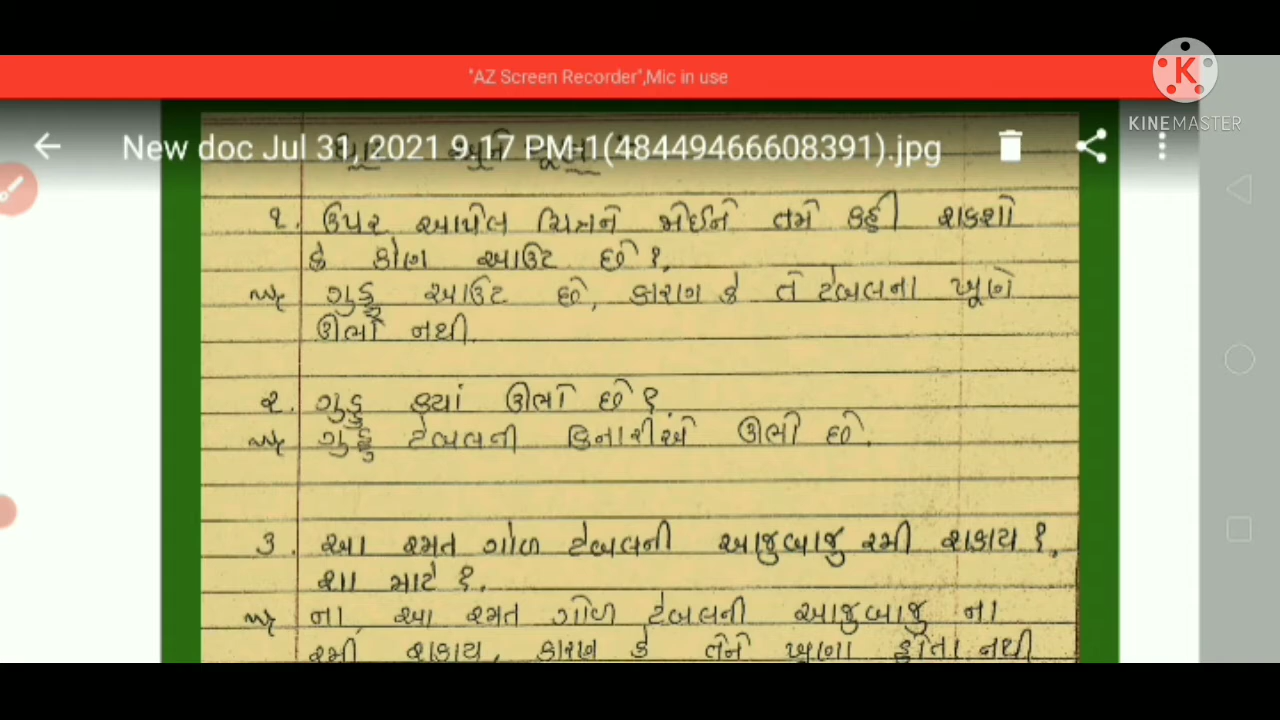 "AZ Screen Recorder",Mic in use
KINEMASTER
New doc Jul 31, 2021 9.17 PM-1(48449466608391).jpg
૧. ઉપર આપેલ ચિત્રને જોઈને તમે કહી શકશો
કે કોણ આઉટ છે ?
ગુડ્ડુ આઉટ છે, કારણ કે તે ટેબલના ખૂણે
ઊભો નથી.
૨. ગુડ્ડુ ક્યાં ઊભો છે ?
ગુડ્ડુ ટેબલની કિનારીએ ઊભો છે.
૩. આ રમત ગોળ ટેબલની આજુબાજુ રમી શકાય ?
શા માટે ?
ના, આ રમત ગોળ ટેબલની આજુબાજુ ના
રમી શકાય, કારણ કે તેને ખૂણા હોતા નથી